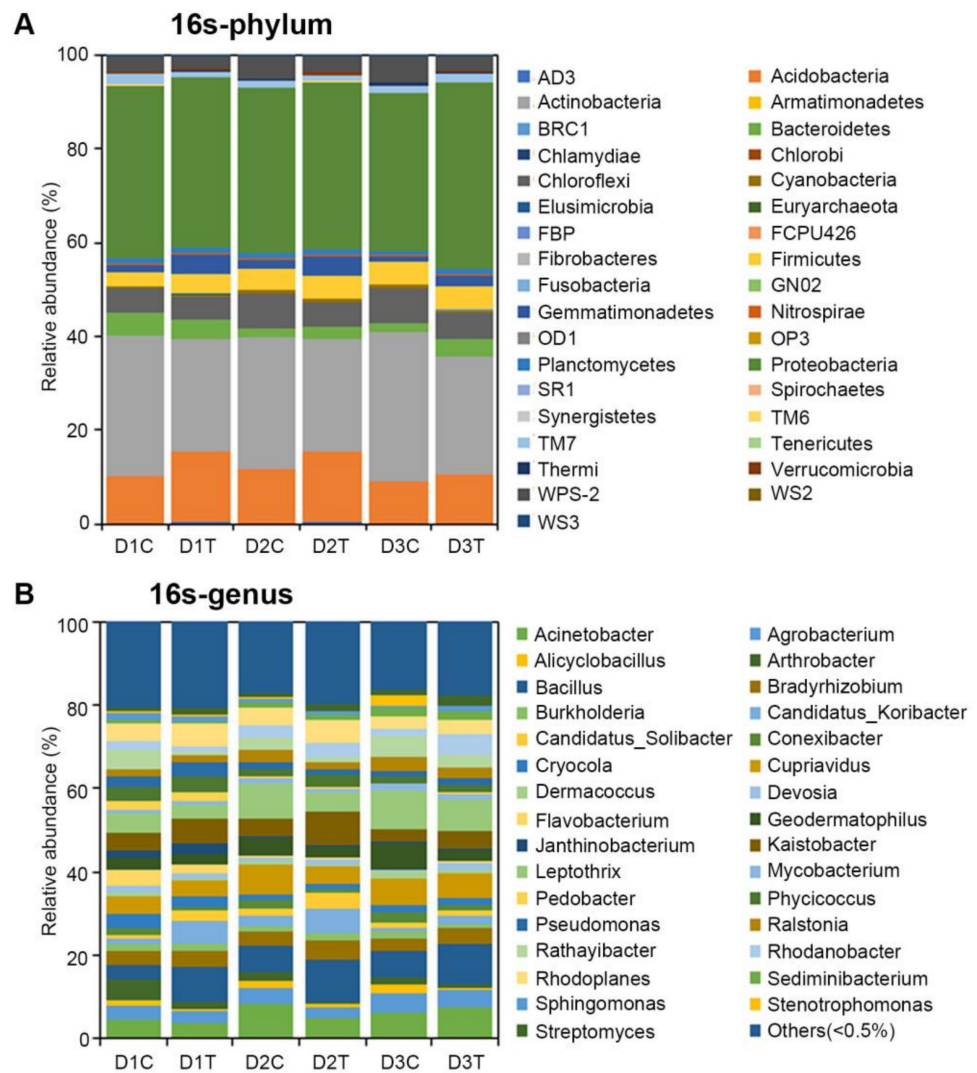 A 16s-phylum
Relative abundance (%)
100
80
60
40
20
0
D1C D1T D2C D2T D3C D3T
AD3 Acidobacteria
Actinobacteria Armatimonadetes
BRC1 Bacteroidetes
Chlamydiae Chlorobi
Chloroflexi Cyanobacteria
Elusimicrobia Euryarchaeota
FBP FCPU426
Fibrobacteres Firmicutes
Fusobacteria GN02
Gemmatimonadetes Nitrospirae
OD1 OP3
Planctomycetes Proteobacteria
SR1 Spirochaetes
Synergistetes TM6
TM7 Tenericutes
Thermi Verrucomicrobia
WPS-2 WS2
WS3
B 16s-genus
Relative abundance (%)
100
80
60
40
20
0
D1C D1T D2C D2T D3C D3T
Acinetobacter Agrobacterium
Alicyclobacillus Arthrobacter
Bacillus Bradyrhizobium
Burkholderia Candidatus_Koribacter
Candidatus_Solibacter Conexibacter
Cryocola Cupriavidus
Dermacoccus Devosia
Flavobacterium Geodermatophilus
Janthinobacterium Kaistobacter
Leptothrix Mycobacterium
Pedobacter Phycicoccus
Pseudomonas Ralstonia
Rathayibacter Rhodanobacter
Rhodoplanes Sediminibacterium
Sphingomonas Stenotrophomonas
Streptomyces Others(<0.5%)